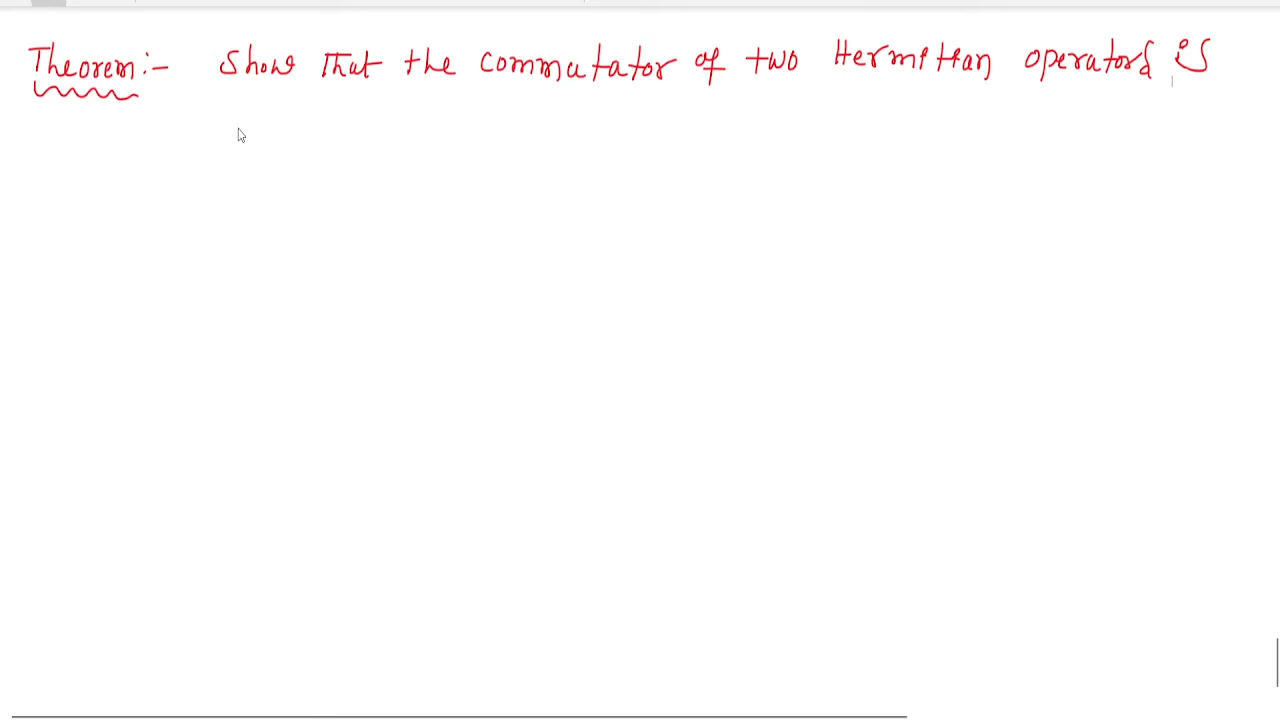 Theorem:- Show that the commutator of two Hermitian operators is